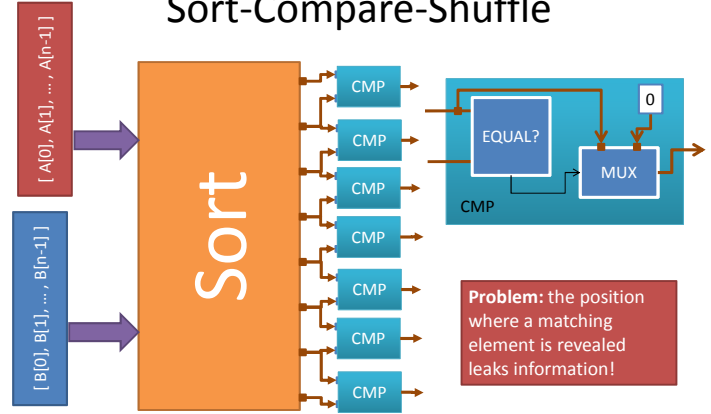 Sort-Compare-Shuffle
[ A[0], A[1], … , A[n-1] ]
[ B[0], B[1], … , B[n-1] ]
Sort
CMP
CMP
CMP
CMP
CMP
CMP
CMP
EQUAL?
0
MUX
CMP
Problem: the position
where a matching
element is revealed
leaks information!